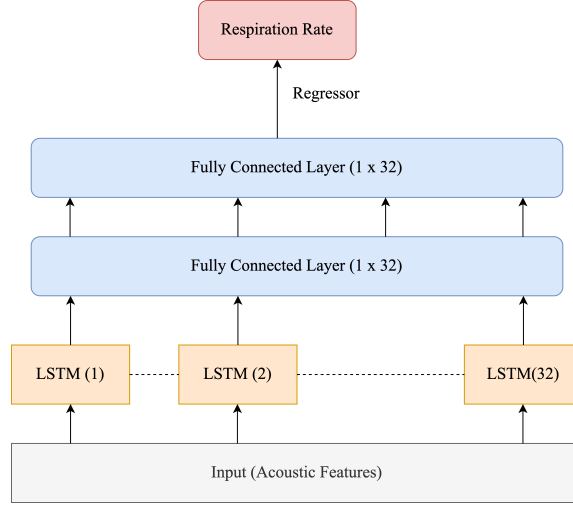 Respiration Rate
Regressor
Fully Connected Layer (1 x 32)
Fully Connected Layer (1 x 32)
LSTM (1)
LSTM (2)
LSTM(32)
Input (Acoustic Features)